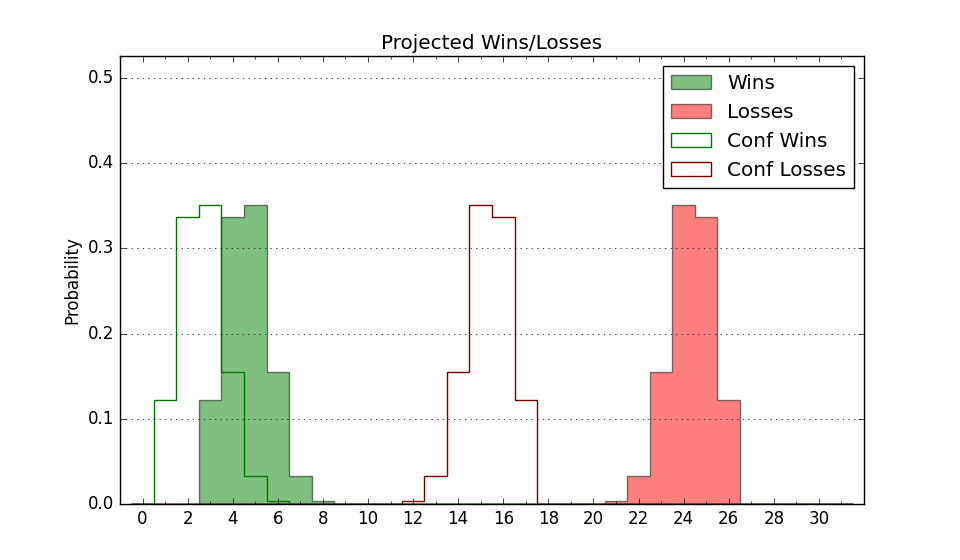 Projected Wins/Losses
Probability
0.5
0.4
0.3
0.2
0.1
0.0
Wins
Losses
Conf Wins
Conf Losses
0 2 4 6 8 10 12 14 16 18 20 22 24 26 28 30